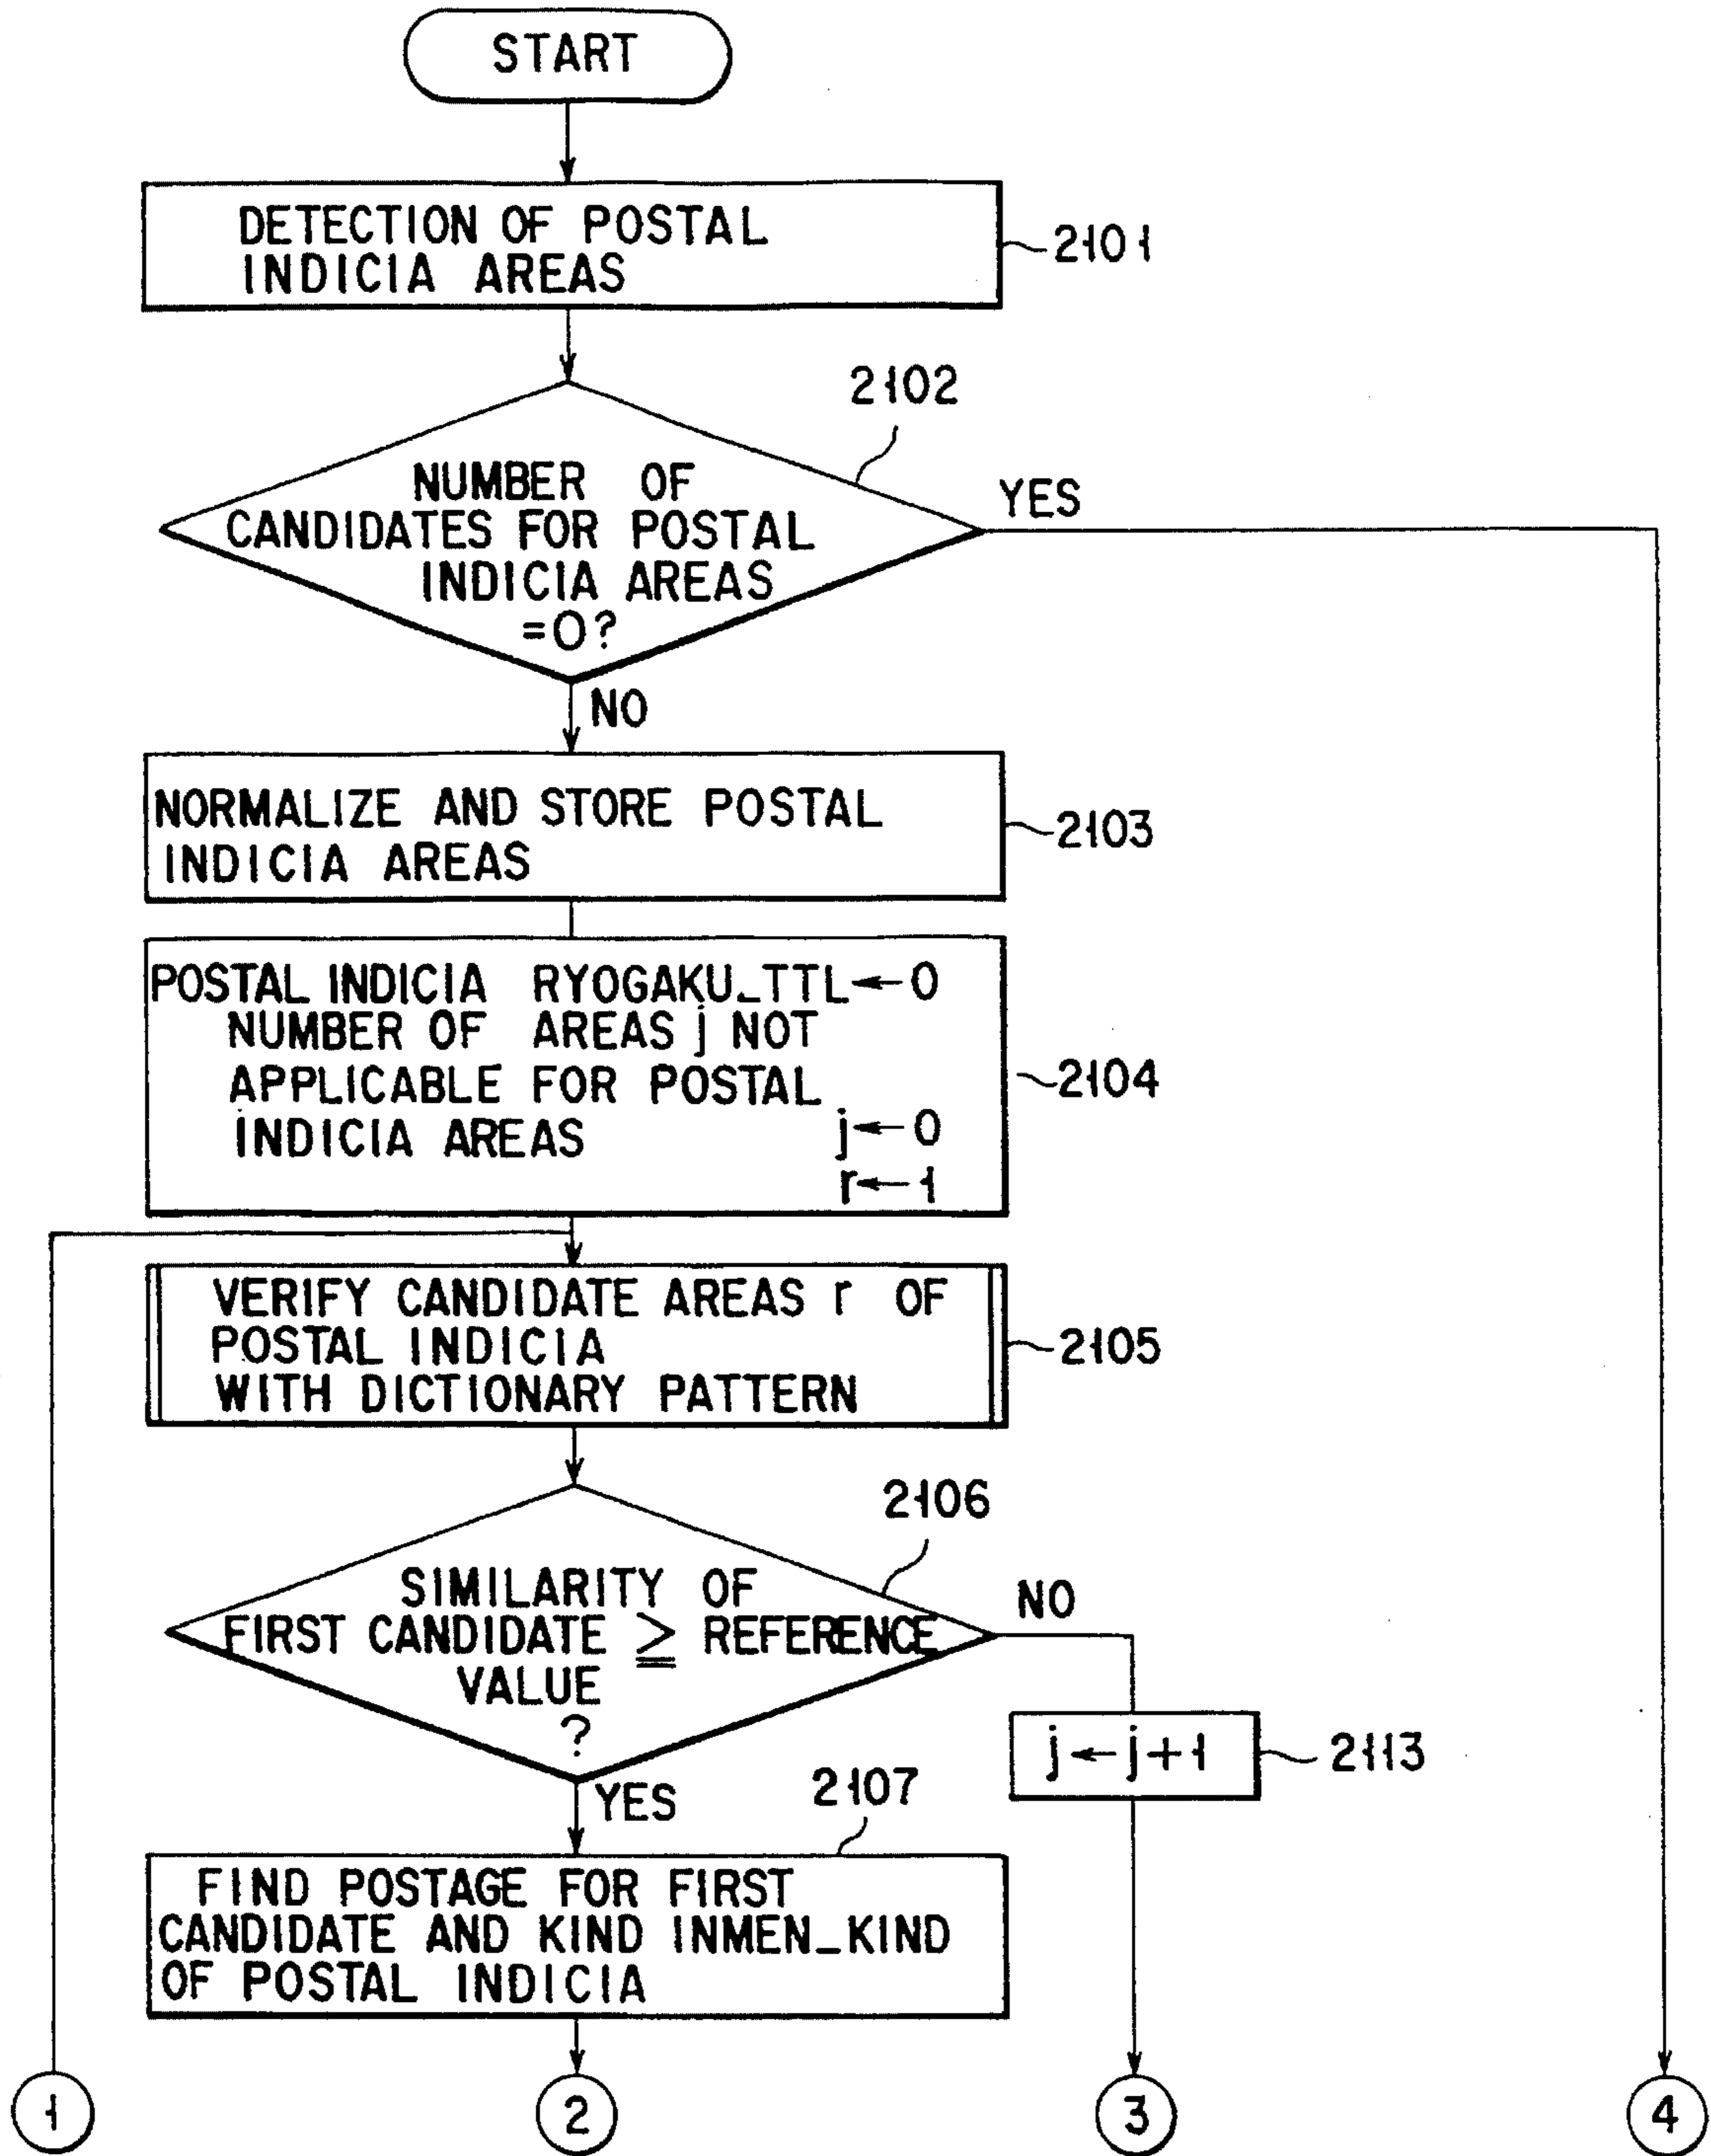 START
DETECTION OF POSTAL
INDICIA AREAS
2101
2102
NUMBER OF
CANDIDATES FOR POSTAL
INDICIA AREAS
=0?
YES
NO
NORMALIZE AND STORE POSTAL
INDICIA AREAS
2103
POSTAL INDICIA RYOGAKU_TTL←0
NUMBER OF AREAS j NOT
APPLICABLE FOR POSTAL
INDICIA AREAS
j←0
r←1
2104
VERIFY CANDIDATE AREAS r OF
POSTAL INDICIA
WITH DICTIONARY PATTERN
2105
2106
SIMILARITY OF
FIRST CANDIDATE ≧ REFERENCE
VALUE
?
NO
YES
j←j+1
2113
2107
FIND POSTAGE FOR FIRST
CANDIDATE AND KIND INMEN_KIND
OF POSTAL INDICIA
1
2
3
4